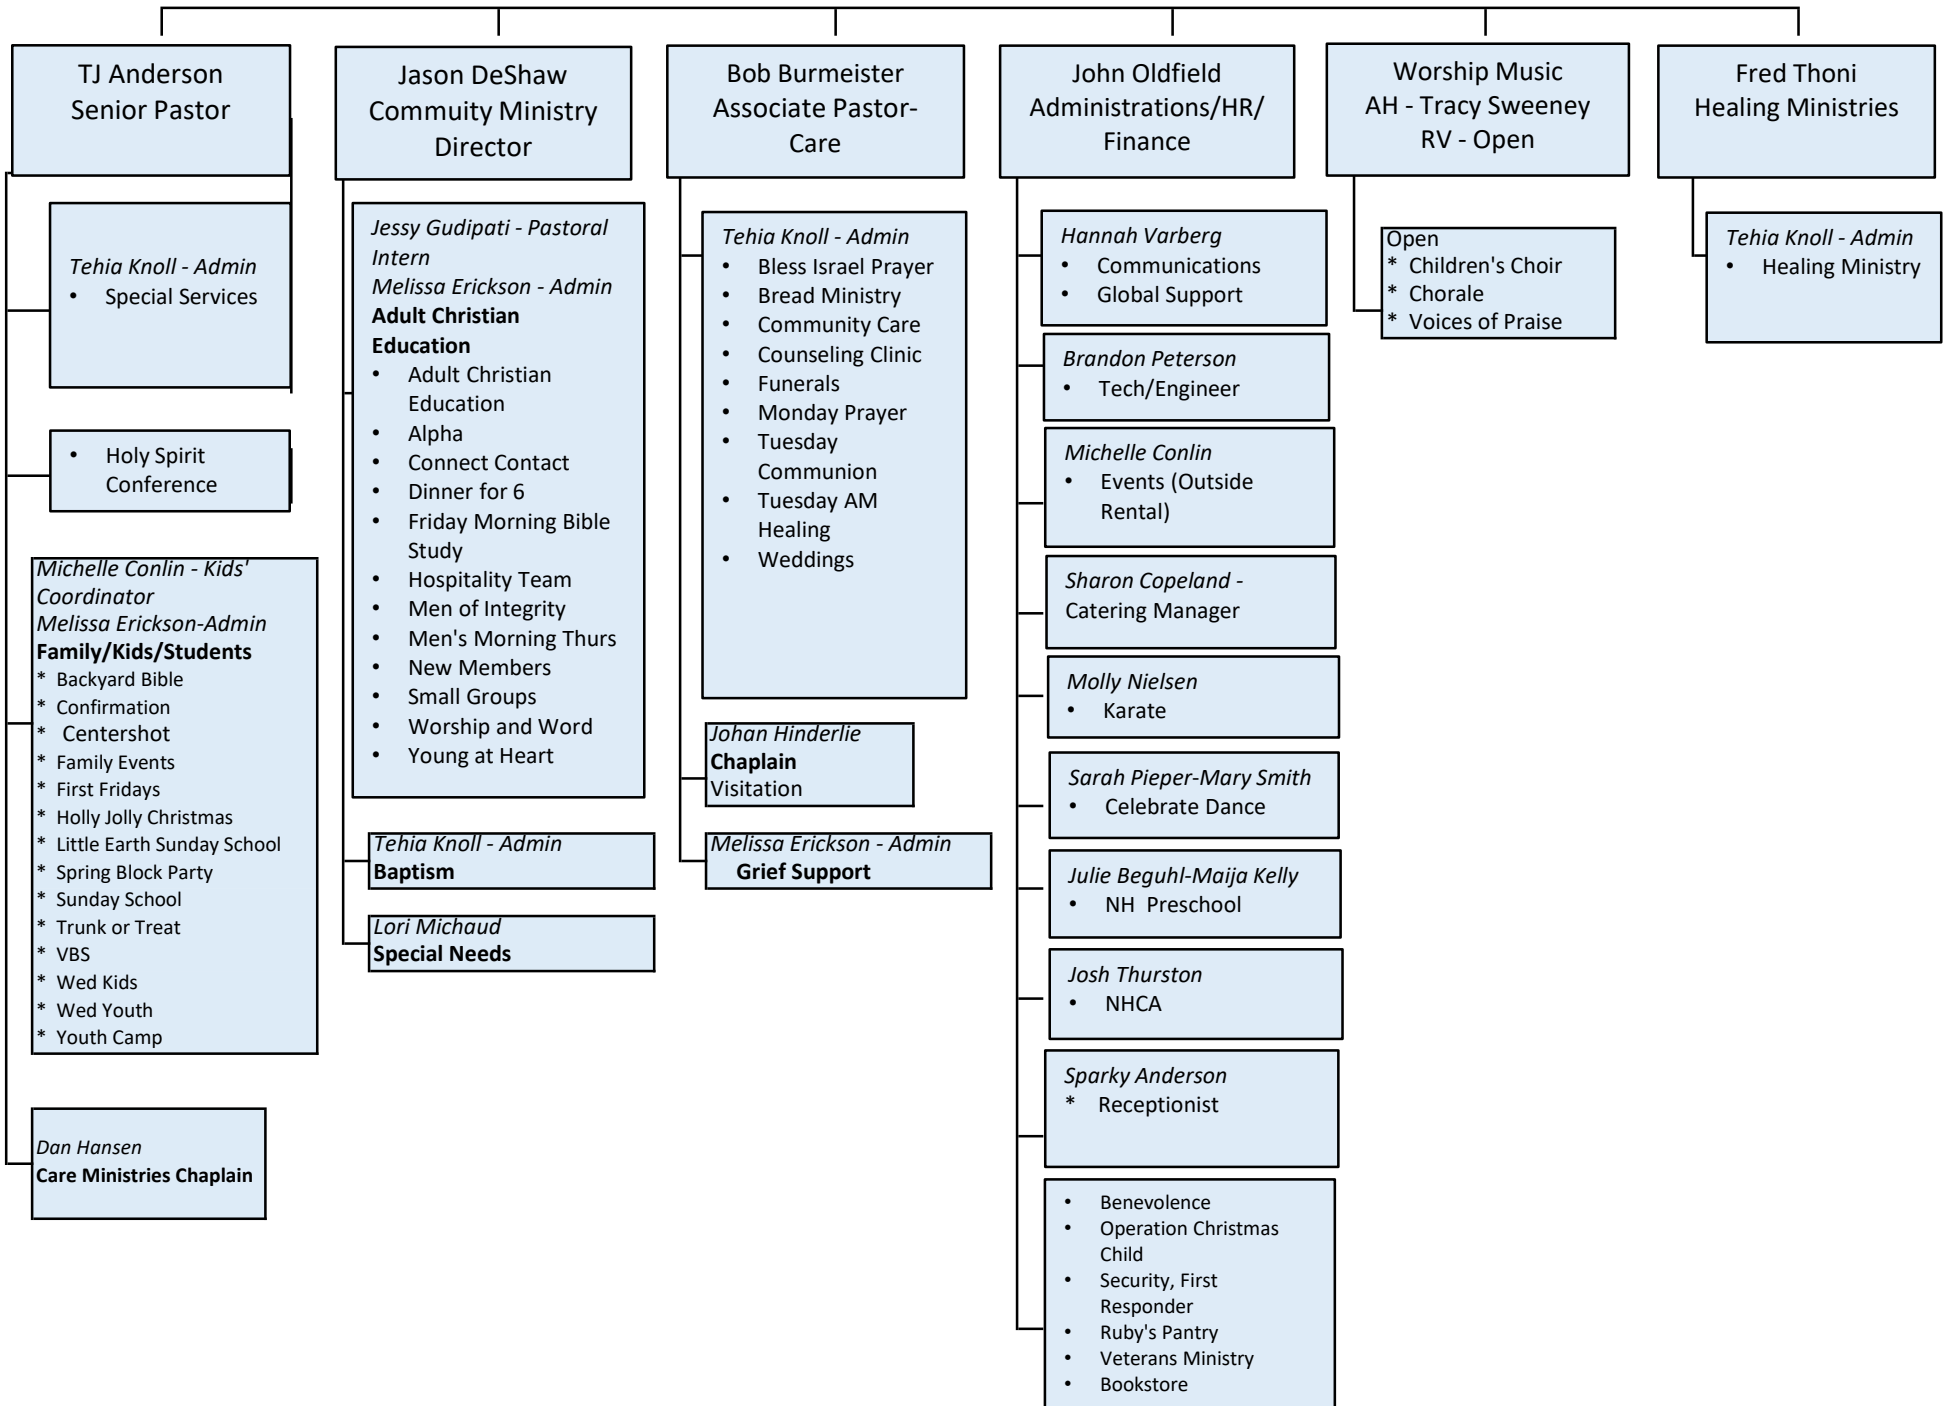 TJ Anderson
Senior Pastor
Tehia Knoll - Admin
• Special Services
• Holy Spirit
Conference
Michelle Conlin - Kids'
Coordinator
Melissa Erickson-Admin
Family/Kids/Students
* Backyard Bible
* Confirmation
* Centershot
* Family Events
* First Fridays
* Holly Jolly Christmas
* Little Earth Sunday School
* Spring Block Party
* Sunday School
* Trunk or Treat
* VBS
* Wed Kids
* Wed Youth
* Youth Camp
Dan Hansen
Care Ministries Chaplain
Jason DeShaw
Commuity Ministry
Director
Jessy Gudipati - Pastoral
Intern
Melissa Erickson - Admin
Adult Christian
Education
• Adult Christian
Education
• Alpha
• Connect Contact
• Dinner for 6
• Friday Morning Bible
Study
• Hospitality Team
• Men of Integrity
• Men's Morning Thurs
• New Members
• Small Groups
• Worship and Word
• Young at Heart
Tehia Knoll - Admin
Baptism
Lori Michaud
Special Needs
Bob Burmeister
Associate Pastor-
Care
Tehia Knoll - Admin
• Bless Israel Prayer
• Bread Ministry
• Community Care
• Counseling Clinic
• Funerals
• Monday Prayer
• Tuesday
Communion
• Tuesday AM
Healing
• Weddings
Johan Hinderlie
Chaplain
Visitation
Melissa Erickson - Admin
Grief Support
John Oldfield
Administrations/HR/
Finance
Hannah Varberg
• Communications
• Global Support
Brandon Peterson
• Tech/Engineer
Michelle Conlin
• Events (Outside
Rental)
Sharon Copeland -
Catering Manager
Molly Nielsen
• Karate
Sarah Pieper-Mary Smith
• Celebrate Dance
Julie Beguhl-Maija Kelly
• NH Preschool
Josh Thurston
• NHCA
Sparky Anderson
* Receptionist
• Benevolence
• Operation Christmas
Child
• Security, First
Responder
• Ruby's Pantry
• Veterans Ministry
• Bookstore
Worship Music
AH - Tracy Sweeney
RV - Open
Open
* Children's Choir
* Chorale
* Voices of Praise
Fred Thoni
Healing Ministries
Tehia Knoll - Admin
• Healing Ministry